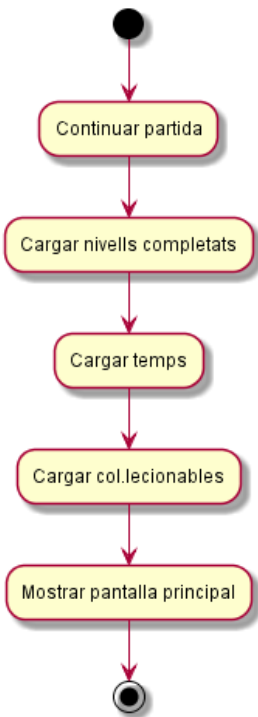 Continuar partida
Cargar nivells completats
Cargar temps
Cargar col.lecionables
Mostrar pantalla principal